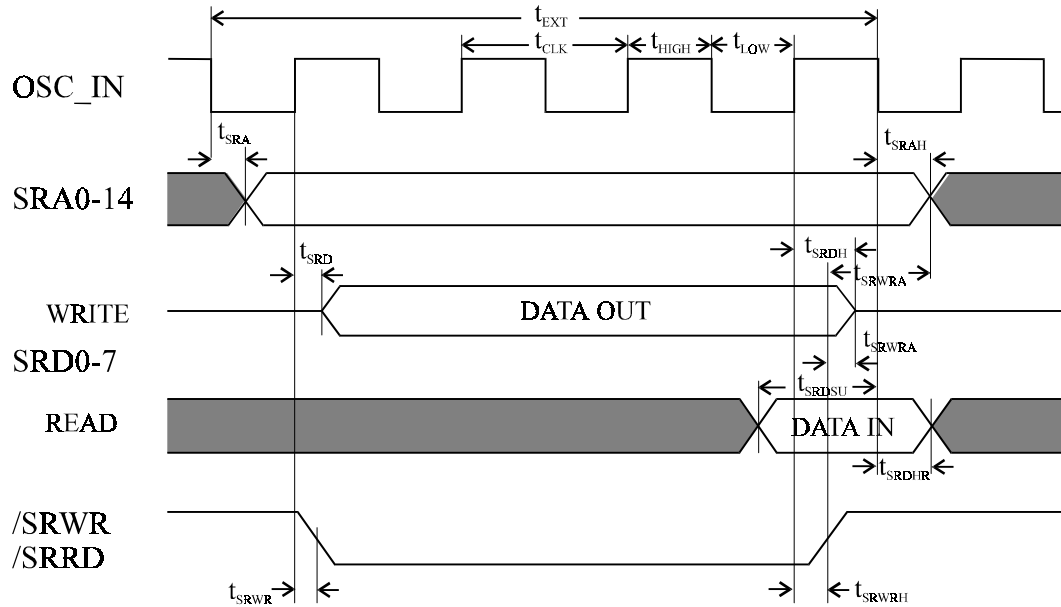 tEXT
tCLK tHIGH tLOW
OSC_IN
tSRA tSRAH
SRA0-14
tSRD tSRDH
tSRWRA
WRITE DATA OUT
tSRWRA
SRD0-7
tSRDSU
READ DATA IN
tSRDHR
/SRWR
/SRRD
tSRWR tSRWRH